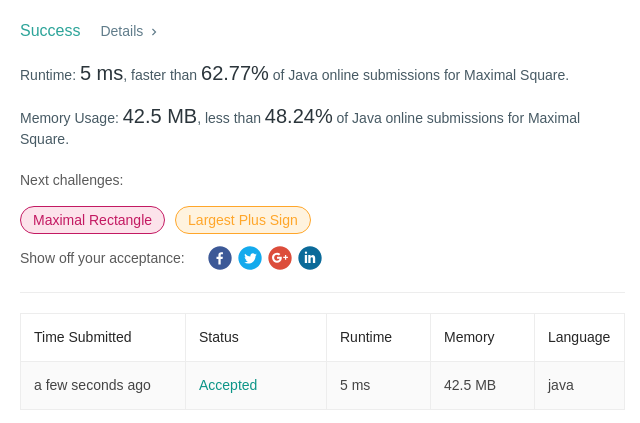 Success Details >
Runtime: 5 ms, faster than 62.77% of Java online submissions for Maximal Square.
Memory Usage: 42.5 MB, less than 48.24% of Java online submissions for Maximal
Square.
Next challenges:
Maximal Rectangle Largest Plus Sign
Show off your acceptance: f G+ in
Time Submitted Status Runtime Memory Language
a few seconds ago Accepted 5 ms 42.5 MB java